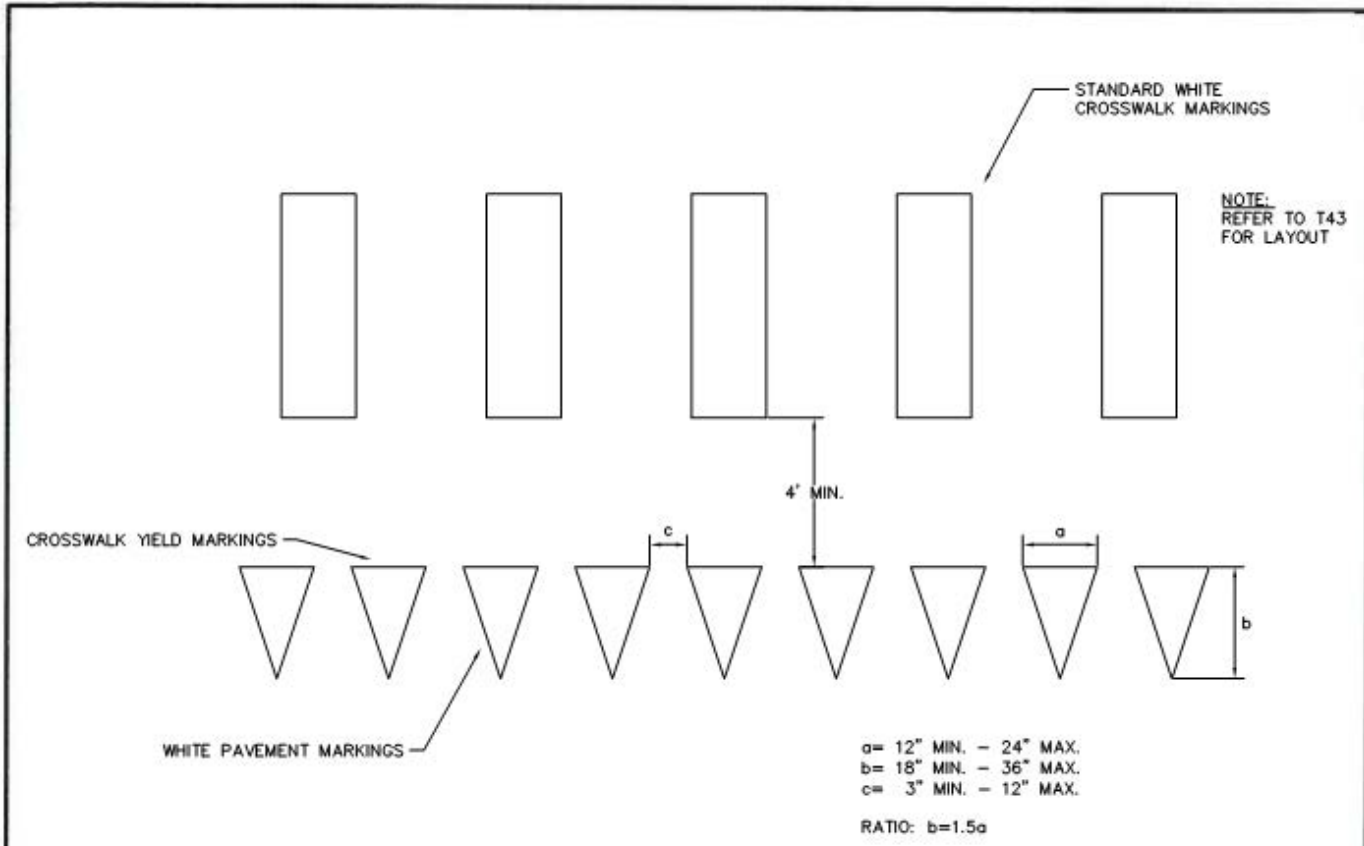 STANDARD WHITE
CROSSWALK MARKINGS
NOTE:
REFER TO T43
FOR LAYOUT
4' MIN.
CROSSWALK YIELD MARKINGS
c
a
b
WHITE PAVEMENT MARKINGS
a= 12" MIN. - 24" MAX.
b= 18" MIN. - 36" MAX.
c= 3" MIN. - 12" MAX.
RATIO: b=1.5a